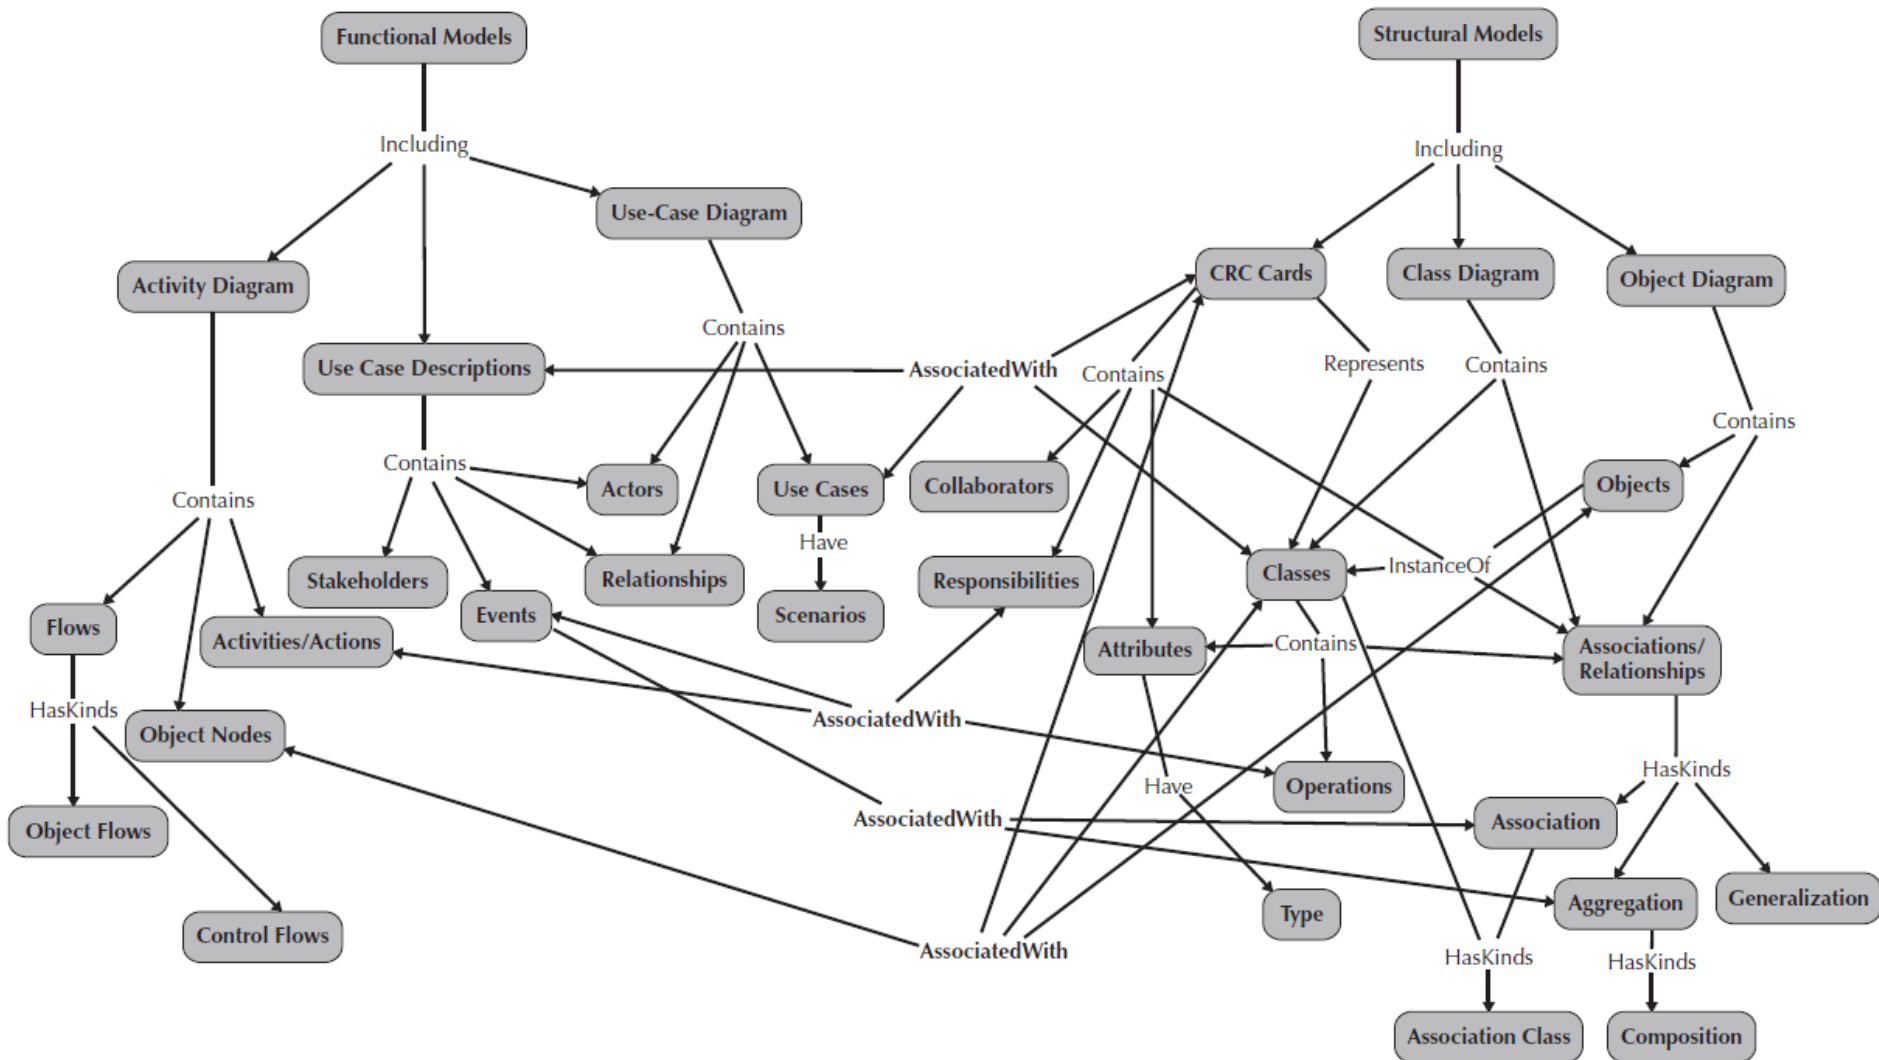 Functional Models
Structural Models
Including
Including
Use-Case Diagram
Activity Diagram
CRC Cards
Class Diagram
Object Diagram
Contains
Use Case Descriptions
AssociatedWith
Contains
Represents
Contains
Contains
Contains
Contains
Actors
Use Cases
Collaborators
Objects
Have
Stakeholders
Relationships
Responsibilities
Classes
InstanceOf
Flows
Activities/Actions
Events
Scenarios
Attributes
Contains
Associations/
Relationships
HasKinds
Object Nodes
AssociatedWith
Operations
HasKinds
Have
Object Flows
AssociatedWith
Association
Control Flows
AssociatedWith
Type
Aggregation
Generalization
HasKinds
HasKinds
Association Class
Composition